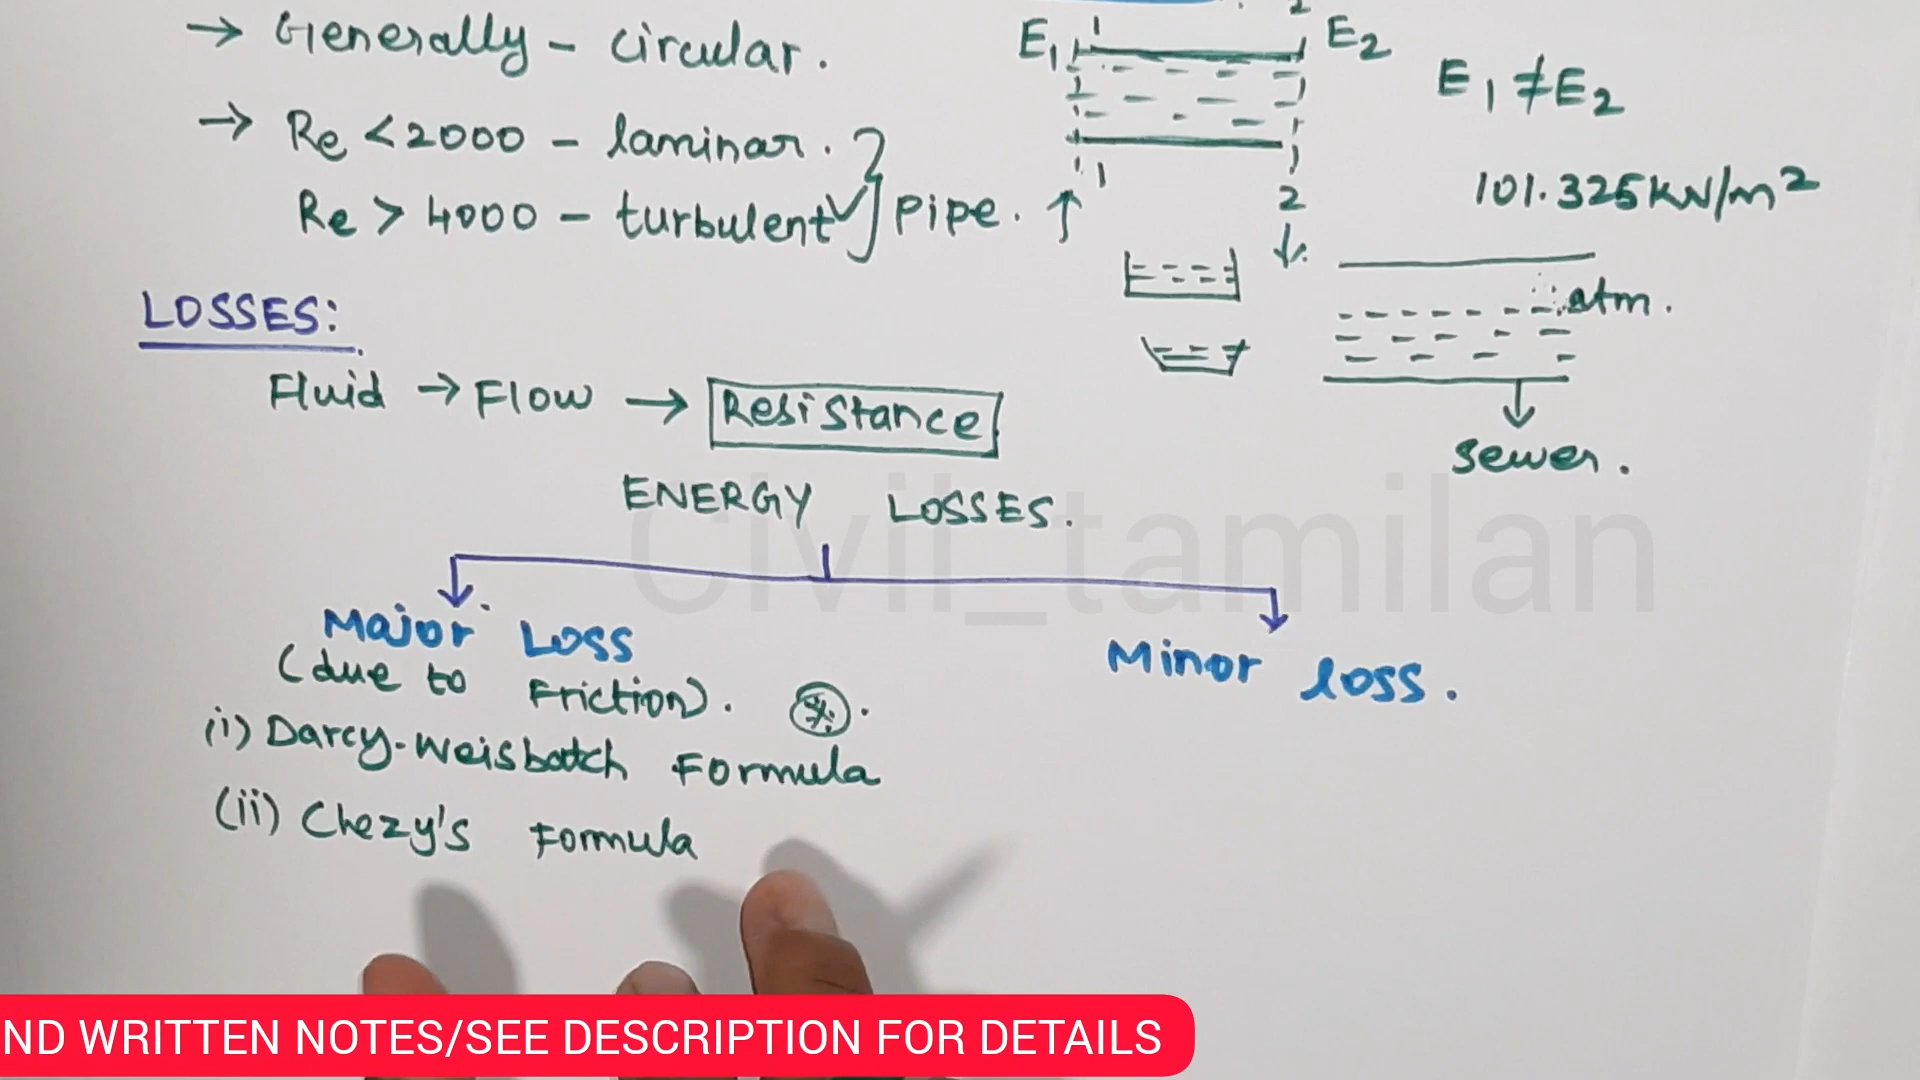 → Generally - circular.
→ Re < 2000 - laminar.
Re > 4000 - turbulent ✓ } pipe. ↑
E1 1 2 E2
1 2
E1 ≠ E2
101.325 KN/m2
atm.
sewer.
LOSSES:
Fluid → Flow → Resistance
ENERGY LOSSES.
Civil_tamilan
Major Loss
(due to Friction).
(i) Darcy-Weisbatch Formula
(ii) Chezy's Formula
Minor loss.
ND WRITTEN NOTES/SEE DESCRIPTION FOR DETAILS